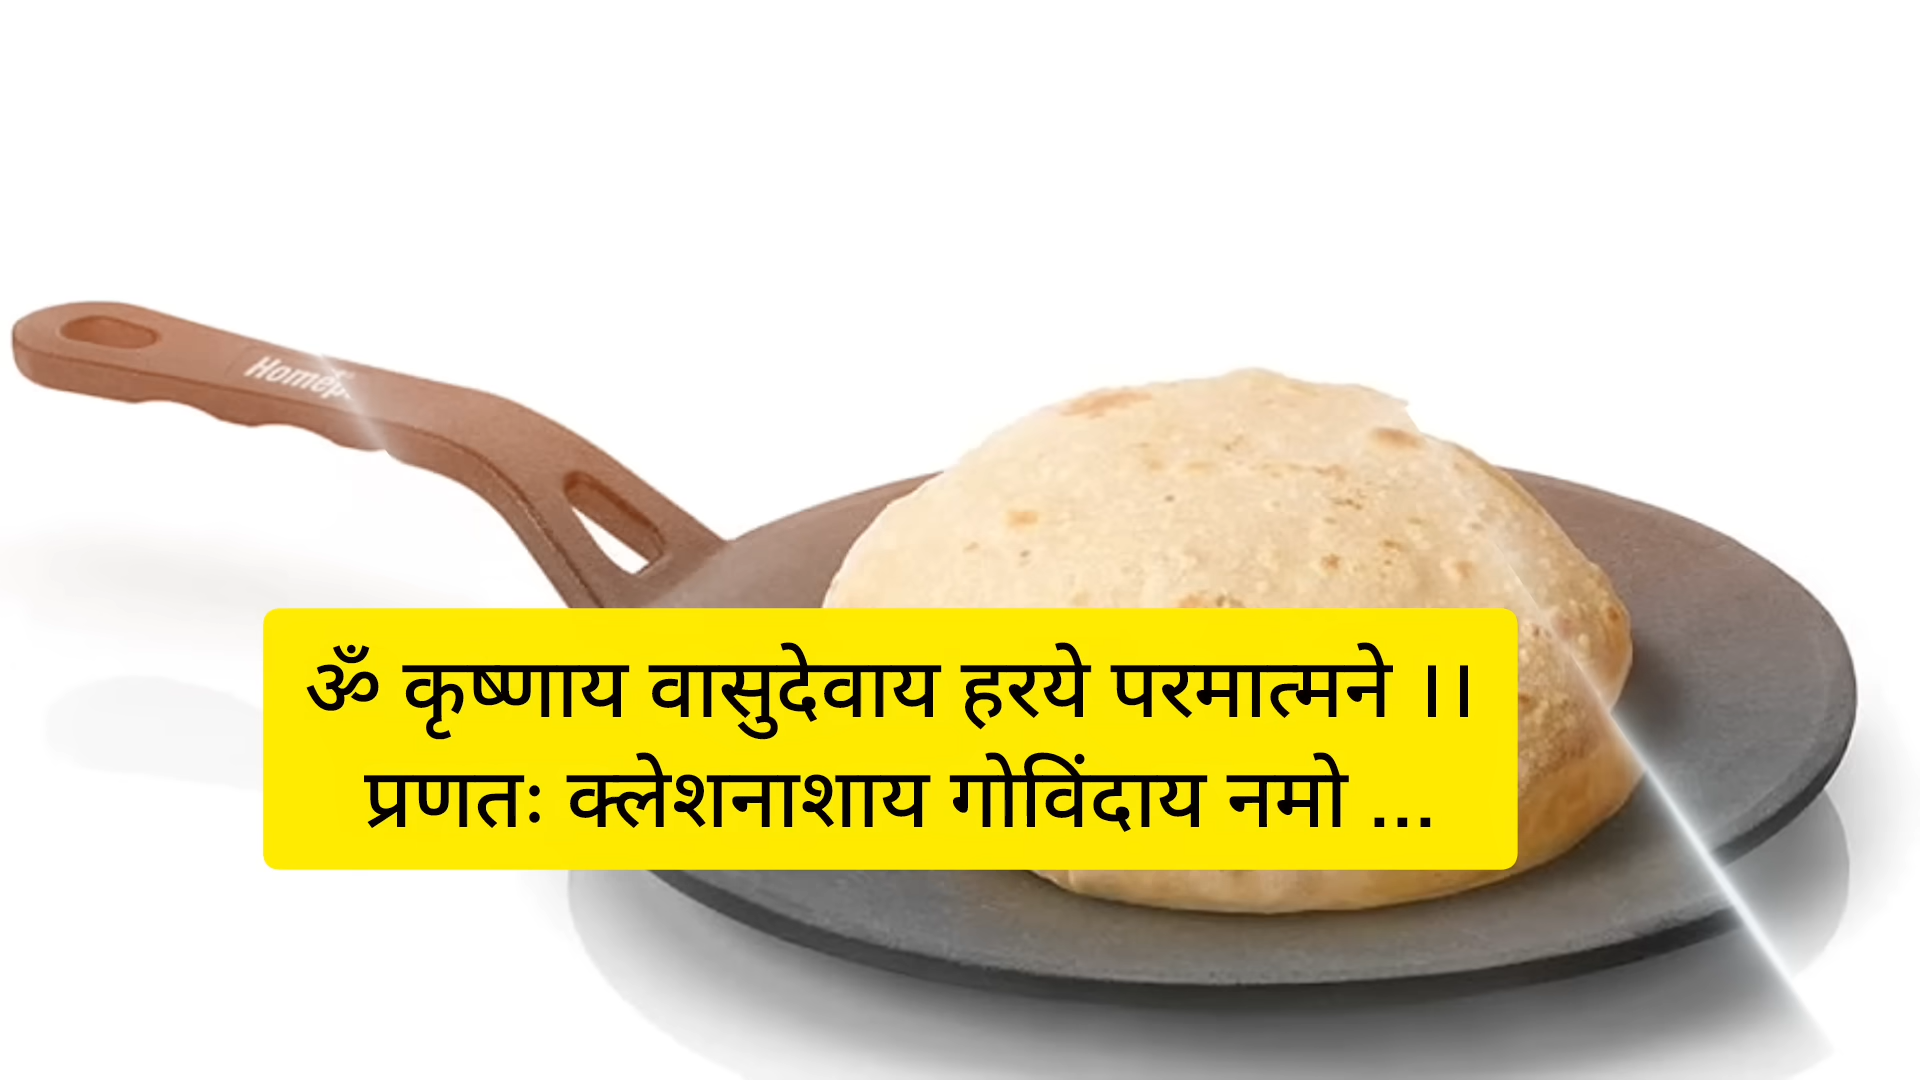 ॐ कृष्णाय वासुदेवाय हरये परमात्मने ।।
प्रणतः क्लेशनाशाय गोविंदाय नमो ...